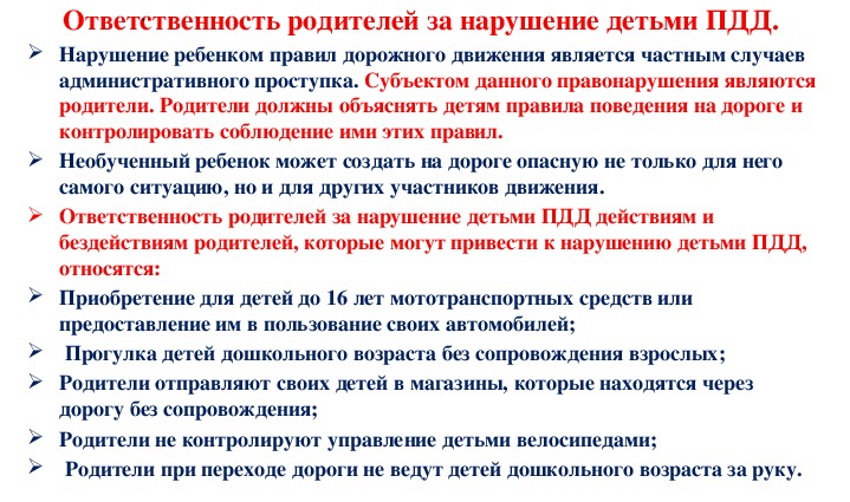 Ответственность родителей за нарушение детьми ПДД.
Нарушение ребенком правил дорожного движения является частным случаев
административного проступка. Субъектом данного правонарушения являются
родители. Родители должны объяснять детям правила поведения на дороге и
контролировать соблюдение ими этих правил.
Необученный ребенок может создать на дороге опасную не только для него
самого ситуацию, но и для других участников движения.
Ответственность родителей за нарушение детьми ПДД действиям и
бездействиям родителей, которые могут привести к нарушению детьми ПДД,
относятся:
Приобретение для детей до 16 лет мототранспортных средств или
предоставление им в пользование своих автомобилей;
Прогулка детей дошкольного возраста без сопровождения взрослых;
Родители отправляют своих детей в магазины, которые находятся через
дорогу без сопровождения;
Родители не контролируют управление детьми велосипедами;
Родители при переходе дороги не ведут детей дошкольного возраста за руку.